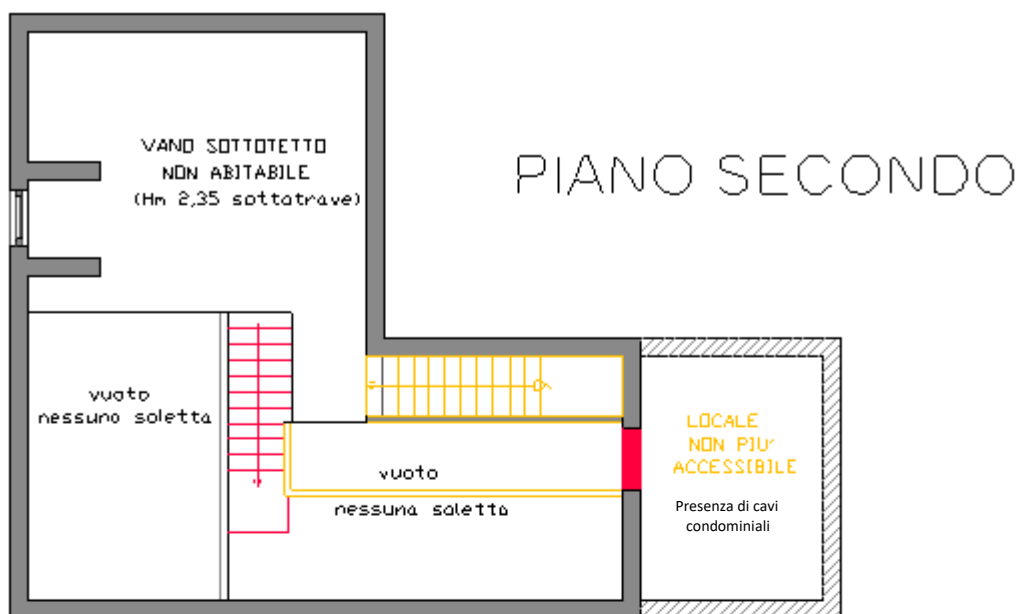 VANO SOTTOTETTO
NON ABITABILE
(Hm 2,35 sottotrave)
PIANO SECONDO
vuoto
nessuno soletta
vuoto
nessuna soletta
LOCALE
NON PIU'
ACCESSIBILE
Presenza di cavi
condominiali